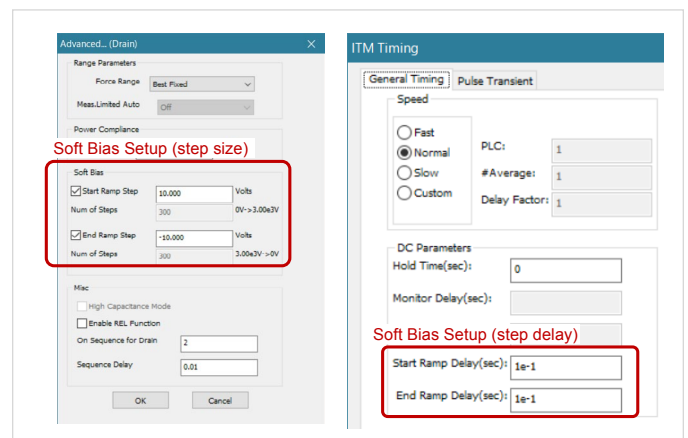 Advanced... (Drain)
Range Parameters
Force Range Best Fixed
Meas.Limited Auto Off
Power Compliance
Soft Bias Setup (step size)
Soft Bias
Start Ramp Step 10.000 Volts
Num of Steps 300 0V->3.00e3V
End Ramp Step -10.000 Volts
Num of Steps 300 3.00e3V->0V
Misc
High Capacitance Mode
Enable REL Function
On Sequence for Drain 2
Sequence Delay 0.01
OK Cancel
ITM Timing
General Timing Pulse Transient
Speed
Fast
Normal
Slow
Custom
PLC: 1
#Average: 1
Delay Factor: 1
DC Parameters
Hold Time(sec): 0
Monitor Delay(sec):
Soft Bias Setup (step delay)
Start Ramp Delay(sec): 1e-1
End Ramp Delay(sec): 1e-1